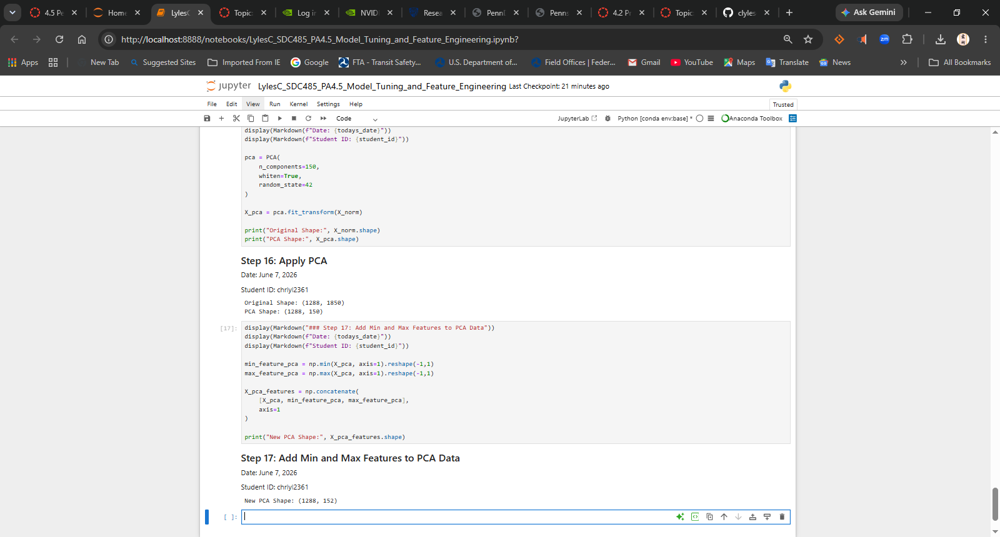 4.5 Pe
Home
Lyles
Topic
Log in
NVID
Resea
PennD
Penns
4.2 Pr
Topic
clyles
Ask Gemini
http://localhost:8888/notebooks/LylesC_SDC485_PA4.5_Model_Tuning_and_Feature_Engineering.ipynb?
zm
Apps
New Tab
Suggested Sites
Imported From IE
Google
FTA - Transit Safety...
U.S. Department of...
Field Offices | Feder...
Gmail
YouTube
Maps
Translate
News
All Bookmarks
jupyter LylesC_SDC485_PA4.5_Model_Tuning_and_Feature_Engineering Last Checkpoint: 21 minutes ago
File Edit View Run Kernel Settings Help
Trusted
Code
JupyterLab
Python [conda env:base] *
Anaconda Toolbox
display(Markdown(f"Date: {todays_date}"))
display(Markdown(f"Student ID: {student_id}"))
pca = PCA(
n_components=150,
whiten=True,
random_state=42
)
X_pca = pca.fit_transform(X_norm)
print("Original Shape:", X_norm.shape)
print("PCA Shape:", X_pca.shape)
Step 16: Apply PCA
Date: June 7, 2026
Student ID: chrlyl2361
Original Shape: (1288, 1850)
PCA Shape: (1288, 150)
[17]:
display(Markdown("### Step 17: Add Min and Max Features to PCA Data"))
display(Markdown(f"Date: {todays_date}"))
display(Markdown(f"Student ID: {student_id}"))
min_feature_pca = np.min(X_pca, axis=1).reshape(-1,1)
max_feature_pca = np.max(X_pca, axis=1).reshape(-1,1)
X_pca_features = np.concatenate(
[X_pca, min_feature_pca, max_feature_pca],
axis=1
)
print("New PCA Shape:", X_pca_features.shape)
Step 17: Add Min and Max Features to PCA Data
Date: June 7, 2026
Student ID: chrlyl2361
New PCA Shape: (1288, 152)
[ ]: